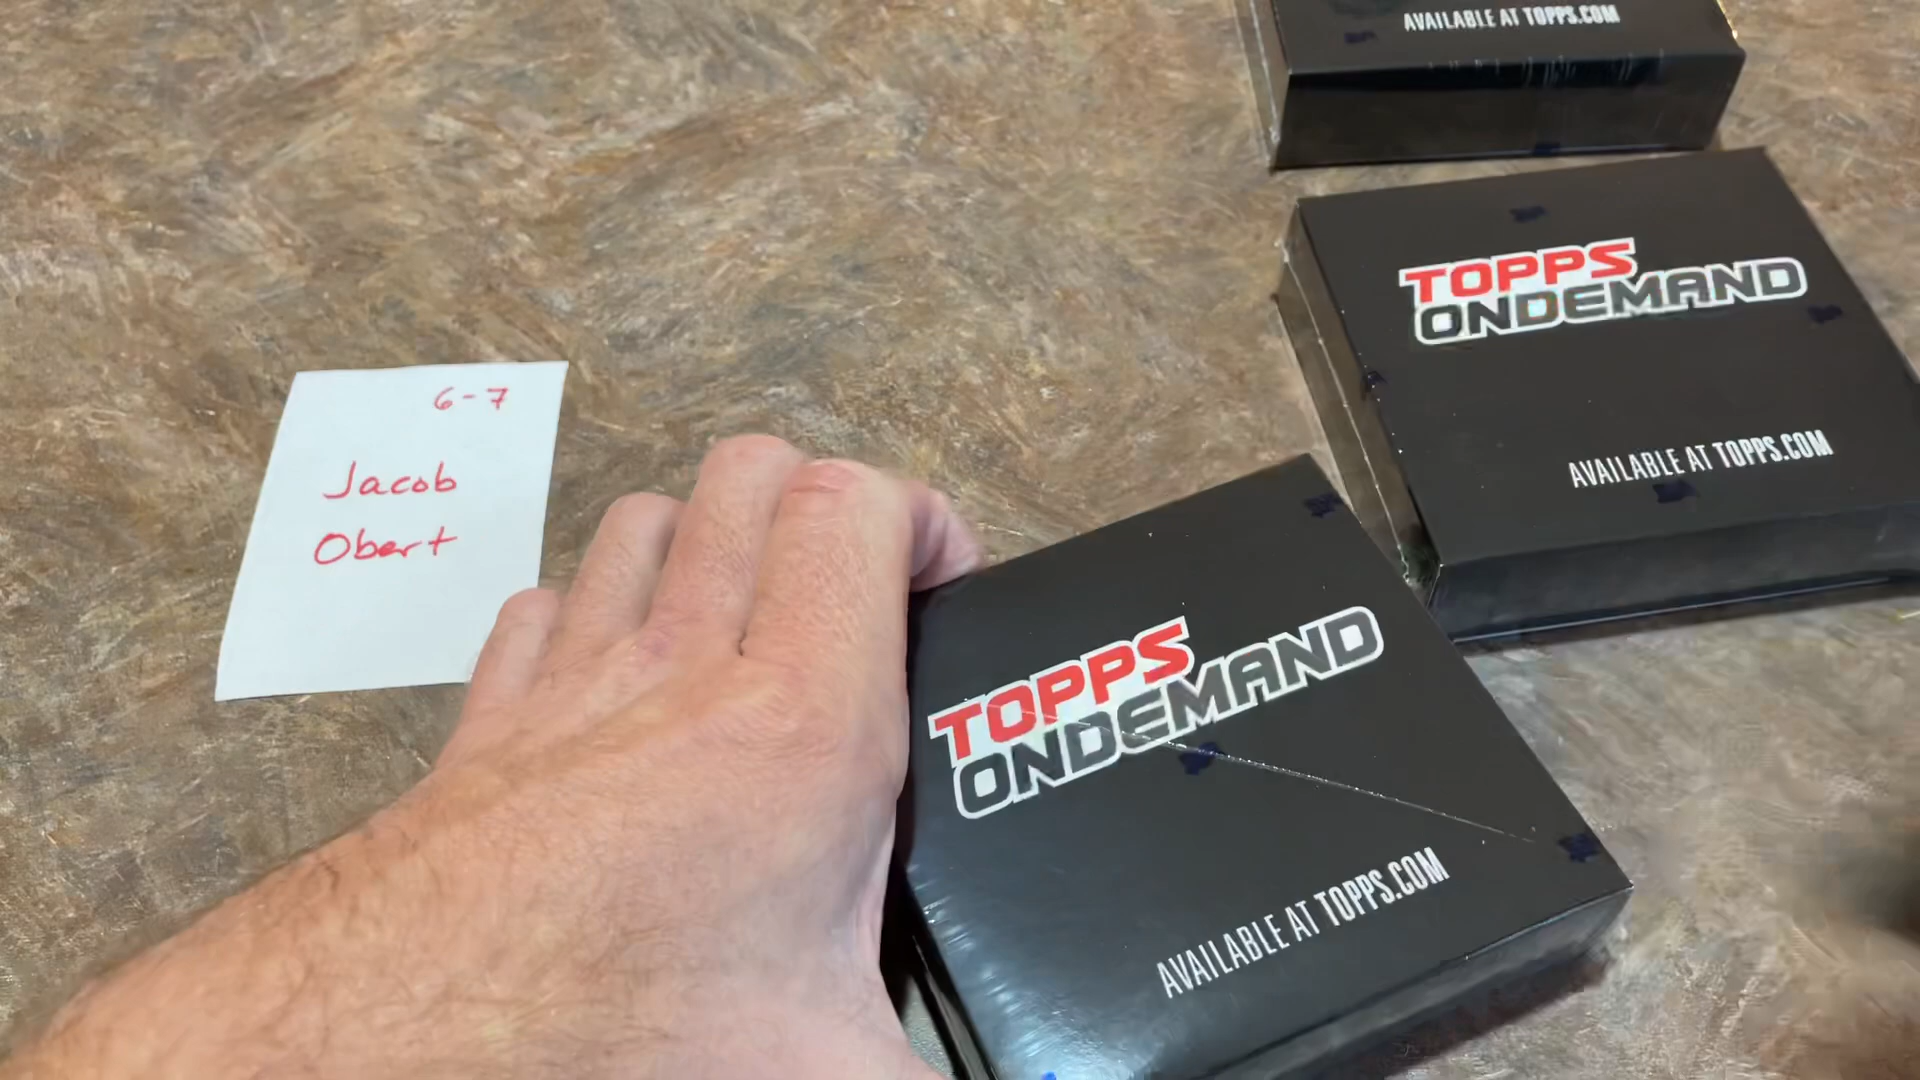 AVAILABLE AT TOPPS.COM
TOPPS
ONDEMAND
AVAILABLE AT TOPPS.COM
6-7
Jacob
Obert
TOPPS
ONDEMAND
AVAILABLE AT TOPPS.COM